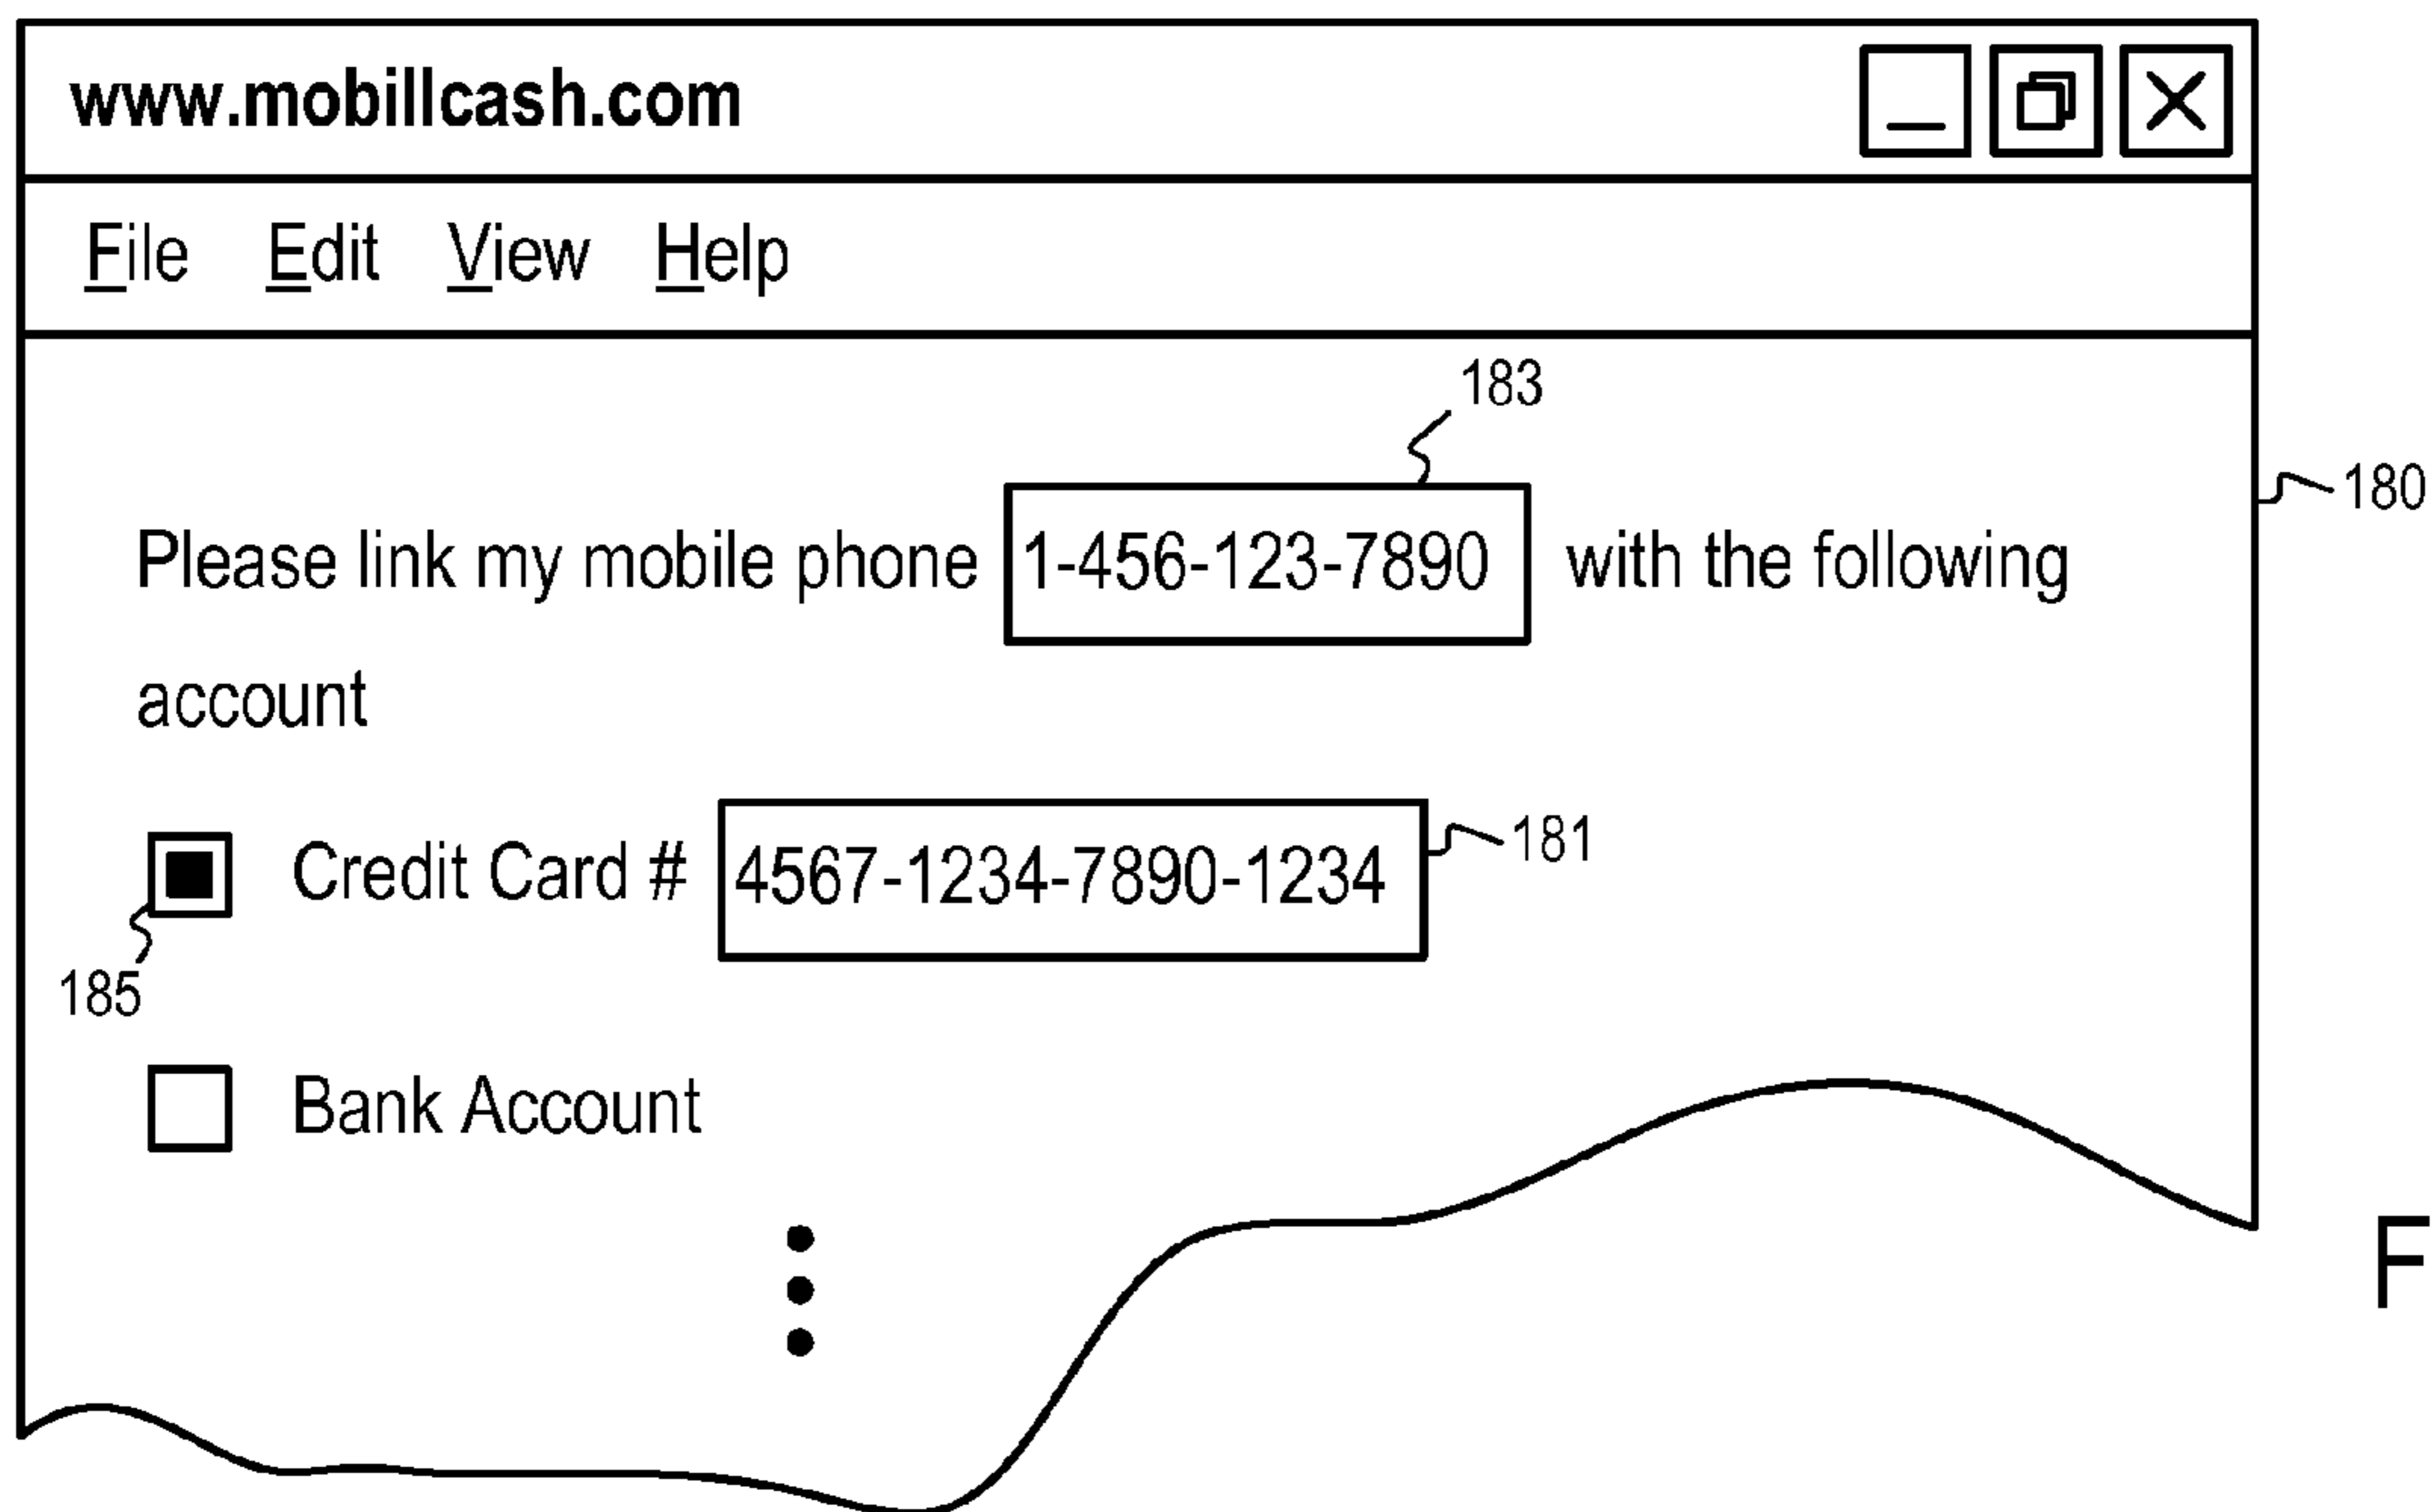 www.mobillcash.com
File Edit View Help
183
180
Please link my mobile phone 1-456-123-7890 with the following
account
Credit Card # 4567-1234-7890-1234
181
185
Bank Account
F